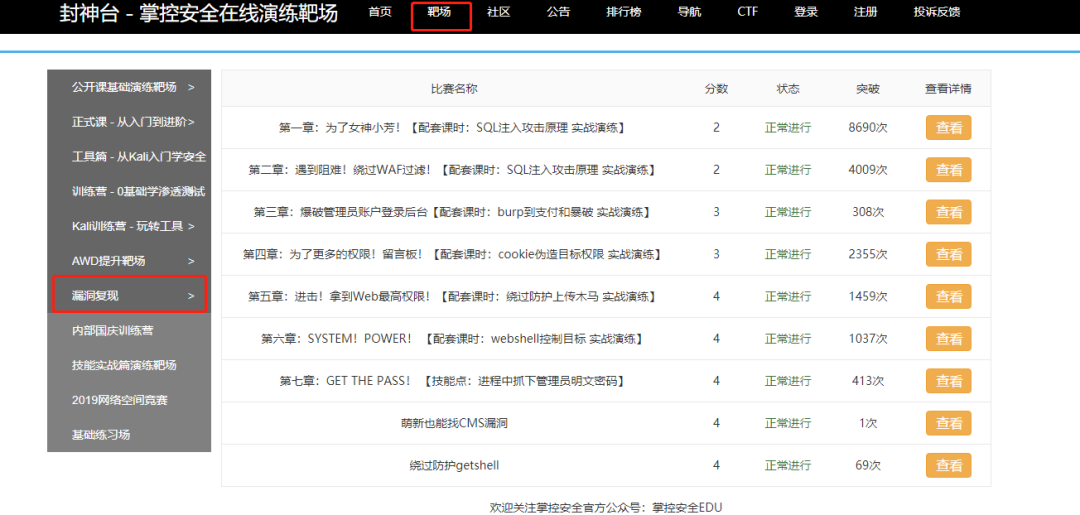 封神台 - 掌控安全在线演练靶场 首页 靶场 社区 公告 排行榜 导航 CTF 登录 注册 投诉反馈
公开课基础演练靶场 >
正式课 - 从入门到进阶>
工具篇 - 从Kali入门学安全
训练营 - 0基础学渗透测试
Kali训练营 - 玩转工具 >
AWD提升靶场 >
漏洞复现 >
内部国庆训练营
技能实战篇演练靶场
2019网络空间竞赛
基础练习场
比赛名称 分数 状态 突破 查看详情
第一章：为了女神小芳！【配套课时：SQL注入攻击原理 实战演练】 2 正常进行 8690次 查看
第二章：遇到阻难！绕过WAF过滤！【配套课时：SQL注入攻击原理 实战演练】 2 正常进行 4009次 查看
第三章：爆破管理员账户登录后台【配套课时：burp到支付和暴破 实战演练】 3 正常进行 308次 查看
第四章：为了更多的权限！留言板！【配套课时：cookie伪造目标权限 实战演练】 3 正常进行 2355次 查看
第五章：进击！拿到Web最高权限！【配套课时：绕过防护上传木马 实战演练】 4 正常进行 1459次 查看
第六章：SYSTEM！POWER！ 【配套课时：webshell控制目标 实战演练】 4 正常进行 1037次 查看
第七章：GET THE PASS！ 【技能点：进程中抓下管理员明文密码】 4 正常进行 413次 查看
萌新也能找CMS漏洞 4 正常进行 1次 查看
绕过防护getshell 4 正常进行 69次 查看
欢迎关注掌控安全官方公众号：掌控安全EDU